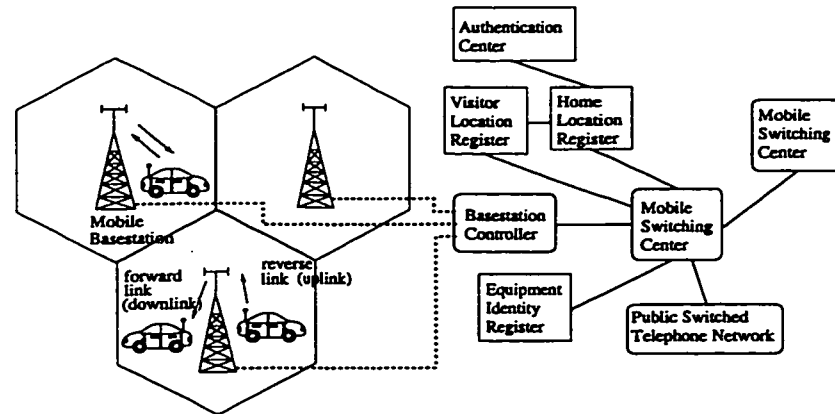 Authentication
Center
Visitor
Location
Register
Home
Location
Register
Mobile
Switching
Center
Mobile
Basestation
Basestation
Controller
Mobile
Switching
Center
forward
link
(downlink)
reverse
link (uplink)
Equipment
Identity
Register
Public Switched
Telephone Network